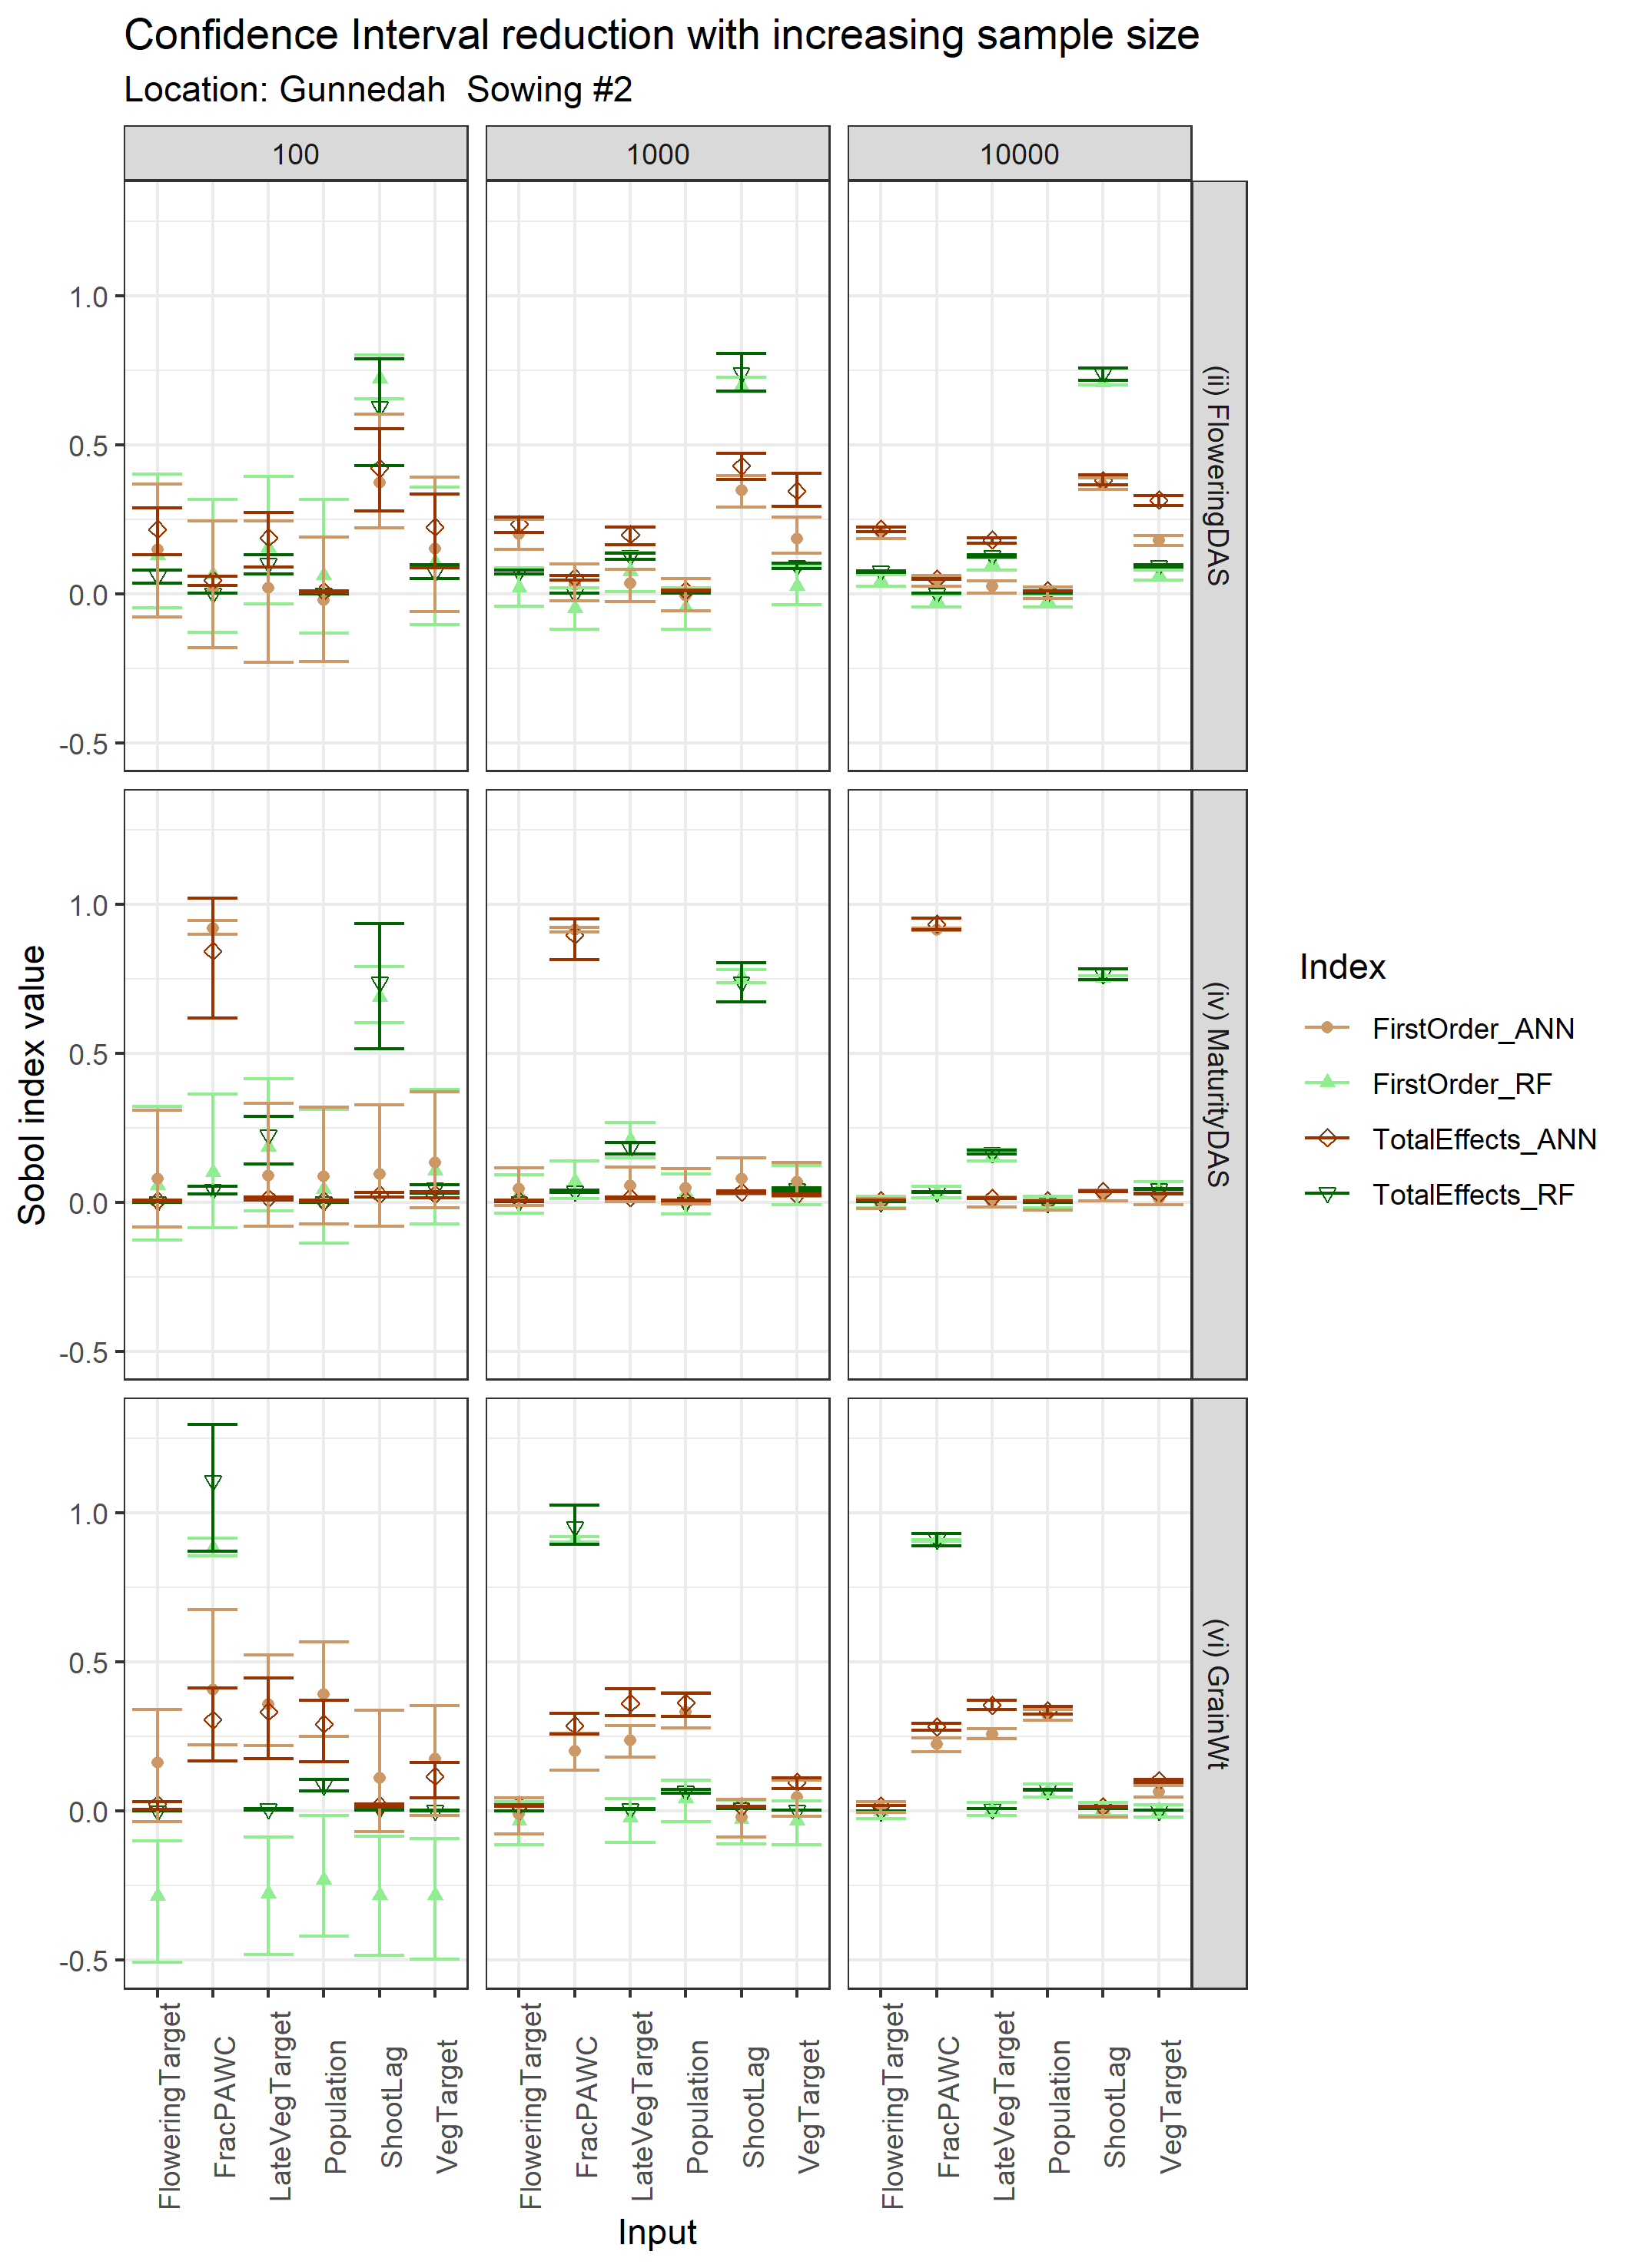 Confidence Interval reduction with increasing sample size
Location: Gunnedah  Sowing #2
100
1000
10000
1.0
0.5
0.0
-0.5
(ii) FloweringDAS
1.0
0.5
0.0
-0.5
(iv) MaturityDAS
1.0
0.5
0.0
-0.5
(vi) GrainWt
Sobol index value
FloweringTarget
FracPAWC
LateVegTarget
Population
ShootLag
VegTarget
FloweringTarget
FracPAWC
LateVegTarget
Population
ShootLag
VegTarget
FloweringTarget
FracPAWC
LateVegTarget
Population
ShootLag
VegTarget
Input
Index
FirstOrder_ANN
FirstOrder_RF
TotalEffects_ANN
TotalEffects_RF